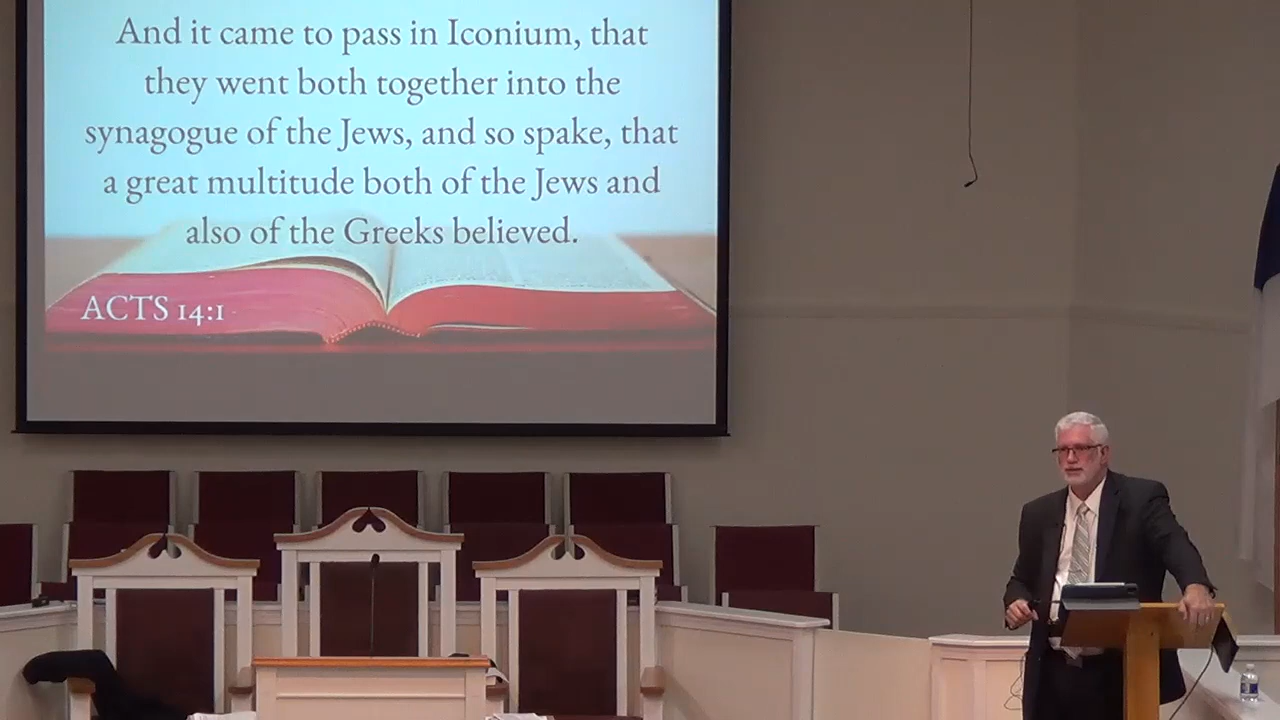 And it came to pass in Iconium, that
they went both together into the
synagogue of the Jews, and so spake, that
a great multitude both of the Jews and
also of the Greeks believed.
ACTS 14:1